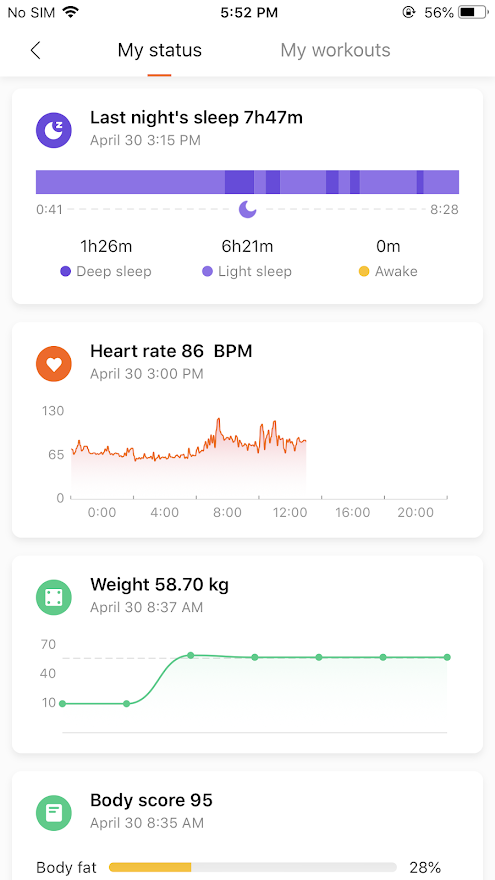 No SIM 5:52 PM 56%
My status My workouts
Last night's sleep 7h47m
April 30 3:15 PM
0:41 8:28
1h26m 6h21m 0m
Deep sleep Light sleep Awake
Heart rate 86 BPM
April 30 3:00 PM
130
65
0
0:00 4:00 8:00 12:00 16:00 20:00
Weight 58.70 kg
April 30 8:37 AM
70
40
10
Body score 95
April 30 8:35 AM
Body fat 28%